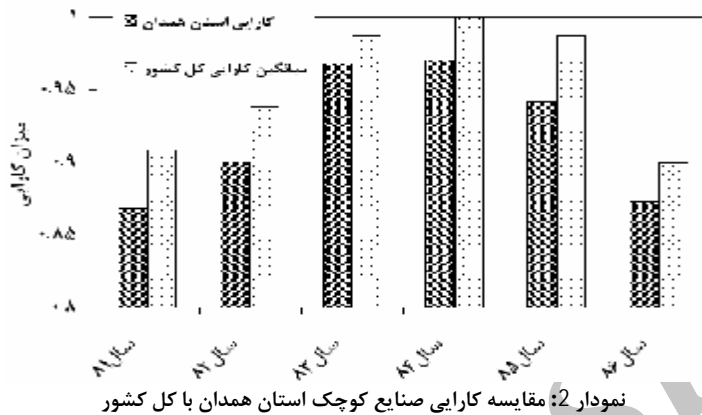 کارایی استان همدان
میانگین کارایی کل کشور
میزان کارایی
۱
۰.۹۵
۰.۹
۰.۸۵
۰.۸
سال ۸۱
سال ۸۲
سال ۸۳
سال ۸۴
سال ۸۵
سال ۸۶
نمودار 2: مقایسه کارایی صنایع کوچک استان همدان با کل کشور